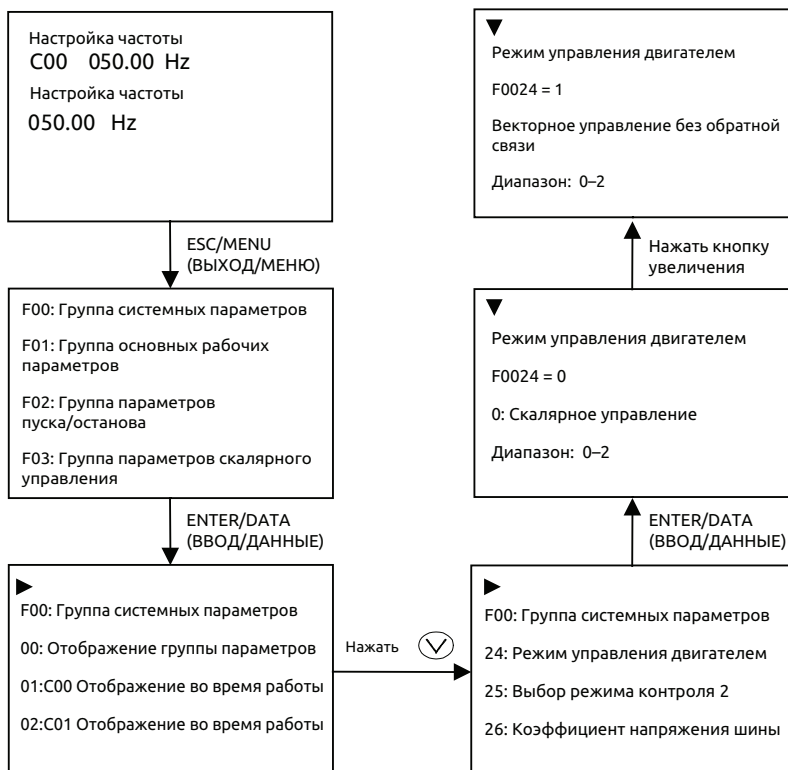 Настройка частоты
C00 050.00 Hz
Настройка частоты
050.00 Hz
ESC/MENU
(ВЫХОД/МЕНЮ)
F00: Группа системных параметров
F01: Группа основных рабочих
параметров
F02: Группа параметров
пуска/останова
F03: Группа параметров скалярного
управления
ENTER/DATA
(ВВОД/ДАННЫЕ)
F00: Группа системных параметров
00: Отображение группы параметров
01:C00 Отображение во время работы
02:C01 Отображение во время работы
Нажать
F00: Группа системных параметров
24: Режим управления двигателем
25: Выбор режима контроля 2
26: Коэффициент напряжения шины
ENTER/DATA
(ВВОД/ДАННЫЕ)
Режим управления двигателем
F0024 = 0
0: Скалярное управление
Диапазон: 0–2
Нажать кнопку
увеличения
Режим управления двигателем
F0024 = 1
Векторное управление без обратной
связи
Диапазон: 0–2